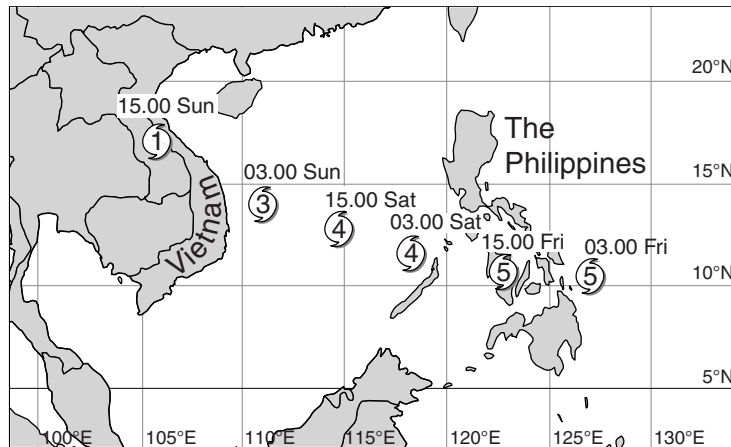 20°N
15.00 Sun
1
The
Philippines
03.00 Sun
15°N
3
Vietnam
15.00 Sat
4
03.00 Sat
4
15.00 Fri
5
03.00 Fri
5
10°N
5°N
100°E
105°E
110°E
115°E
120°E
125°E
130°E